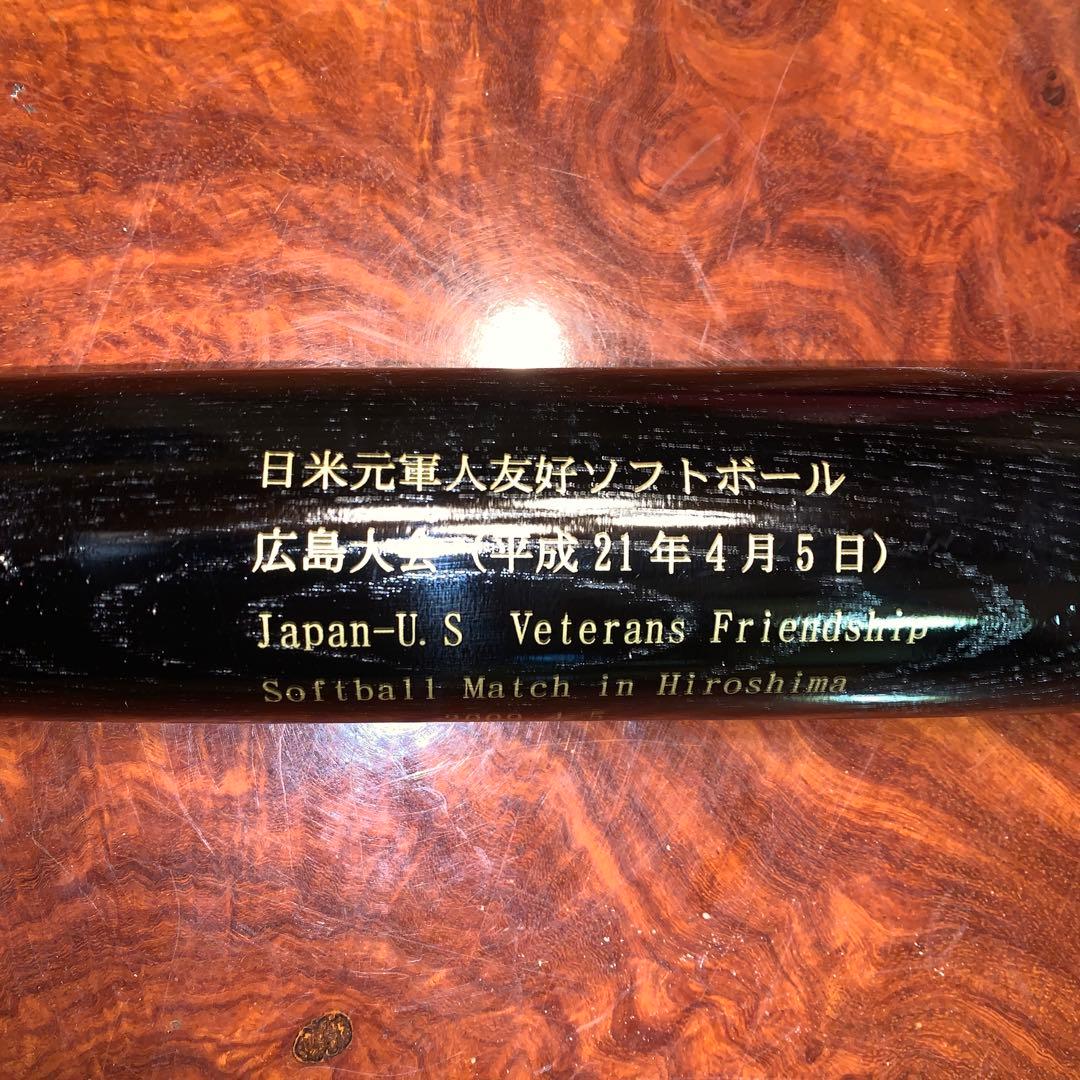 日米元軍人友好ソフトボール
広島大会（平成21年4月5日）
Japan-U.S Veterans Friendship
Softball Match in Hiroshima